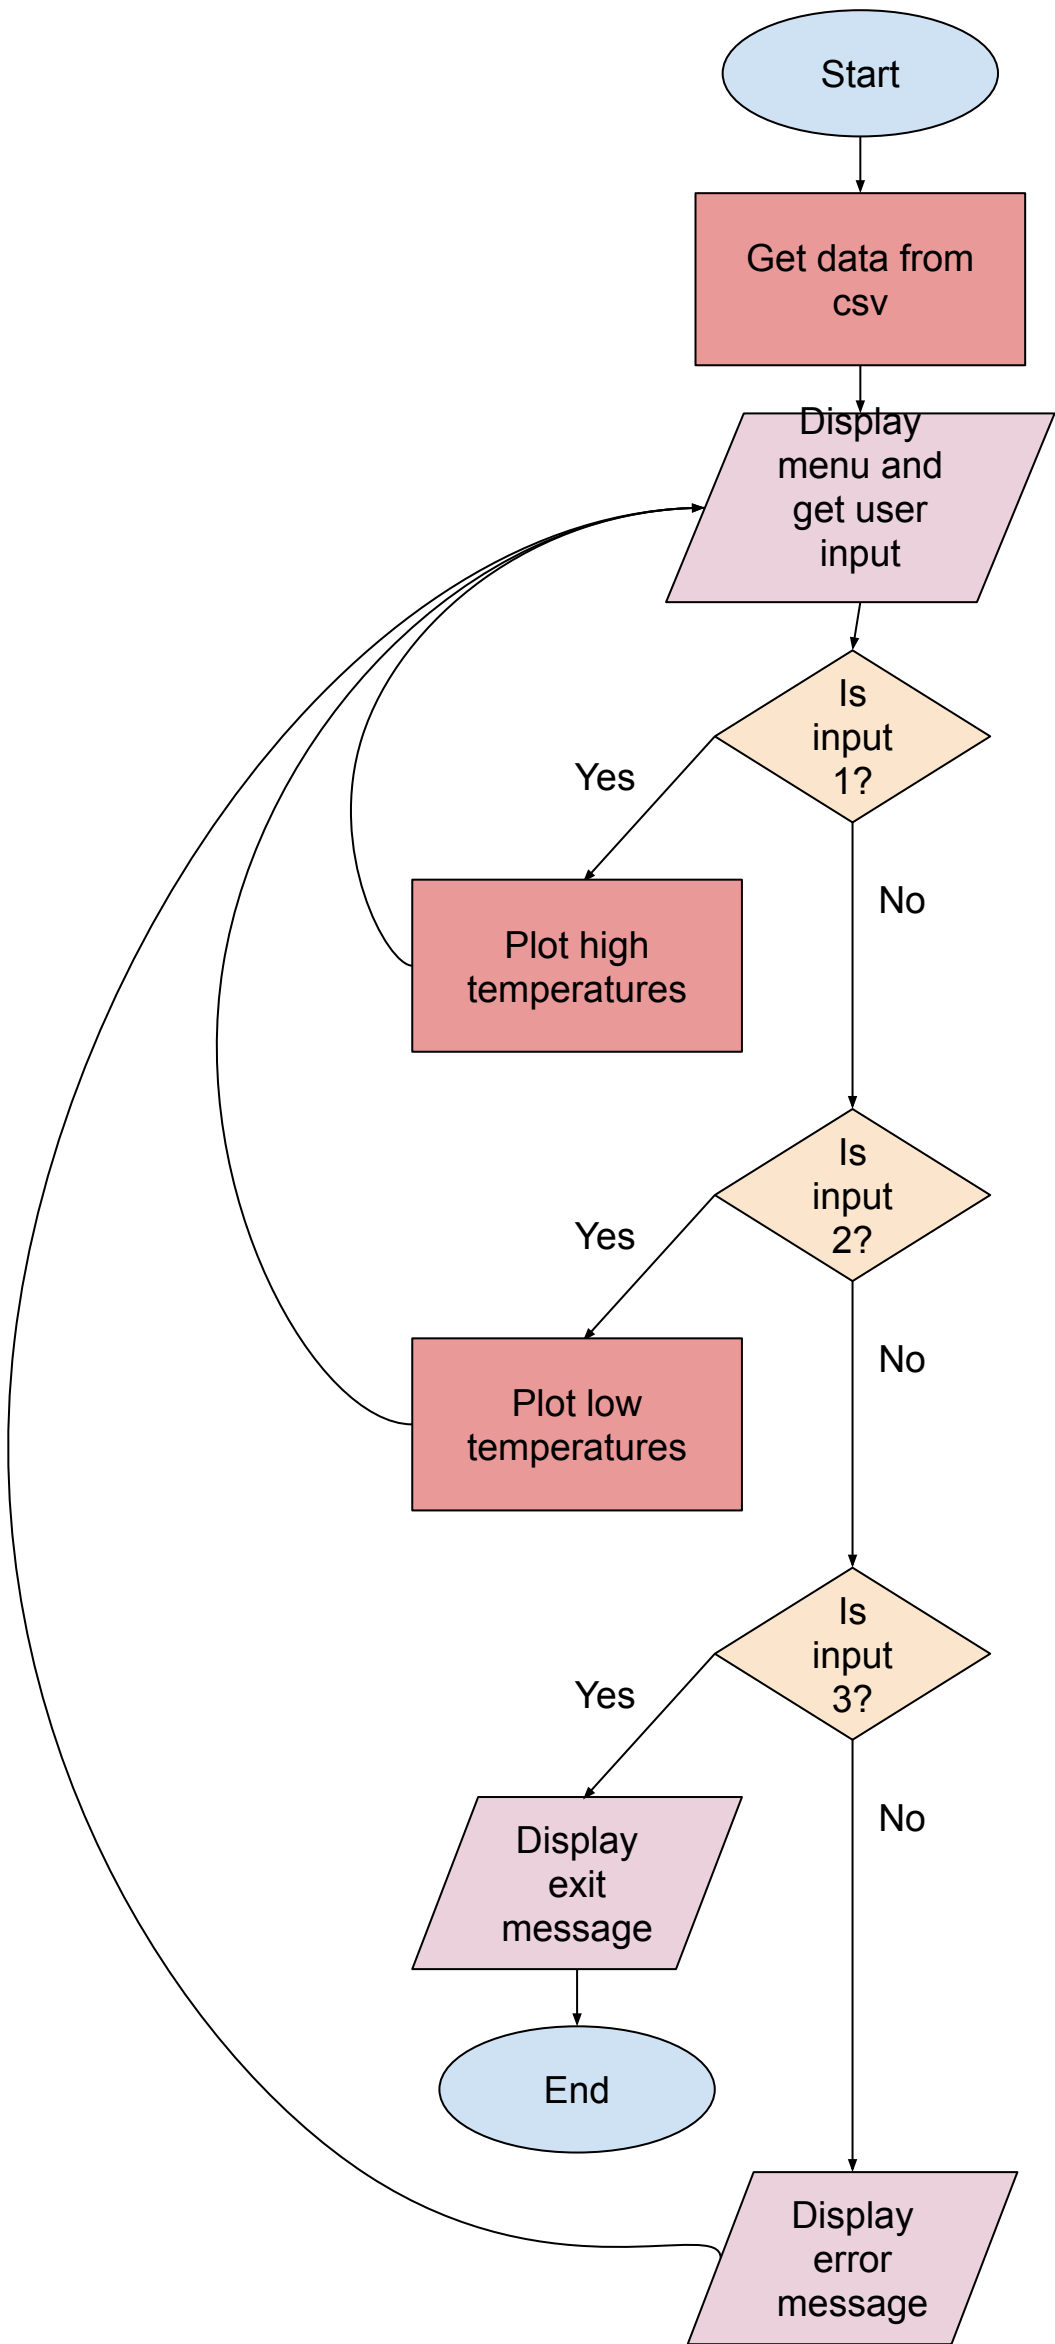 Start
Get data from
csv
Display
menu and
get user
input
Is
input
1?
Yes
No
Plot high
temperatures
Is
input
2?
Yes
No
Plot low
temperatures
Is
input
3?
Yes
No
Display
exit
message
End
Display
error
message